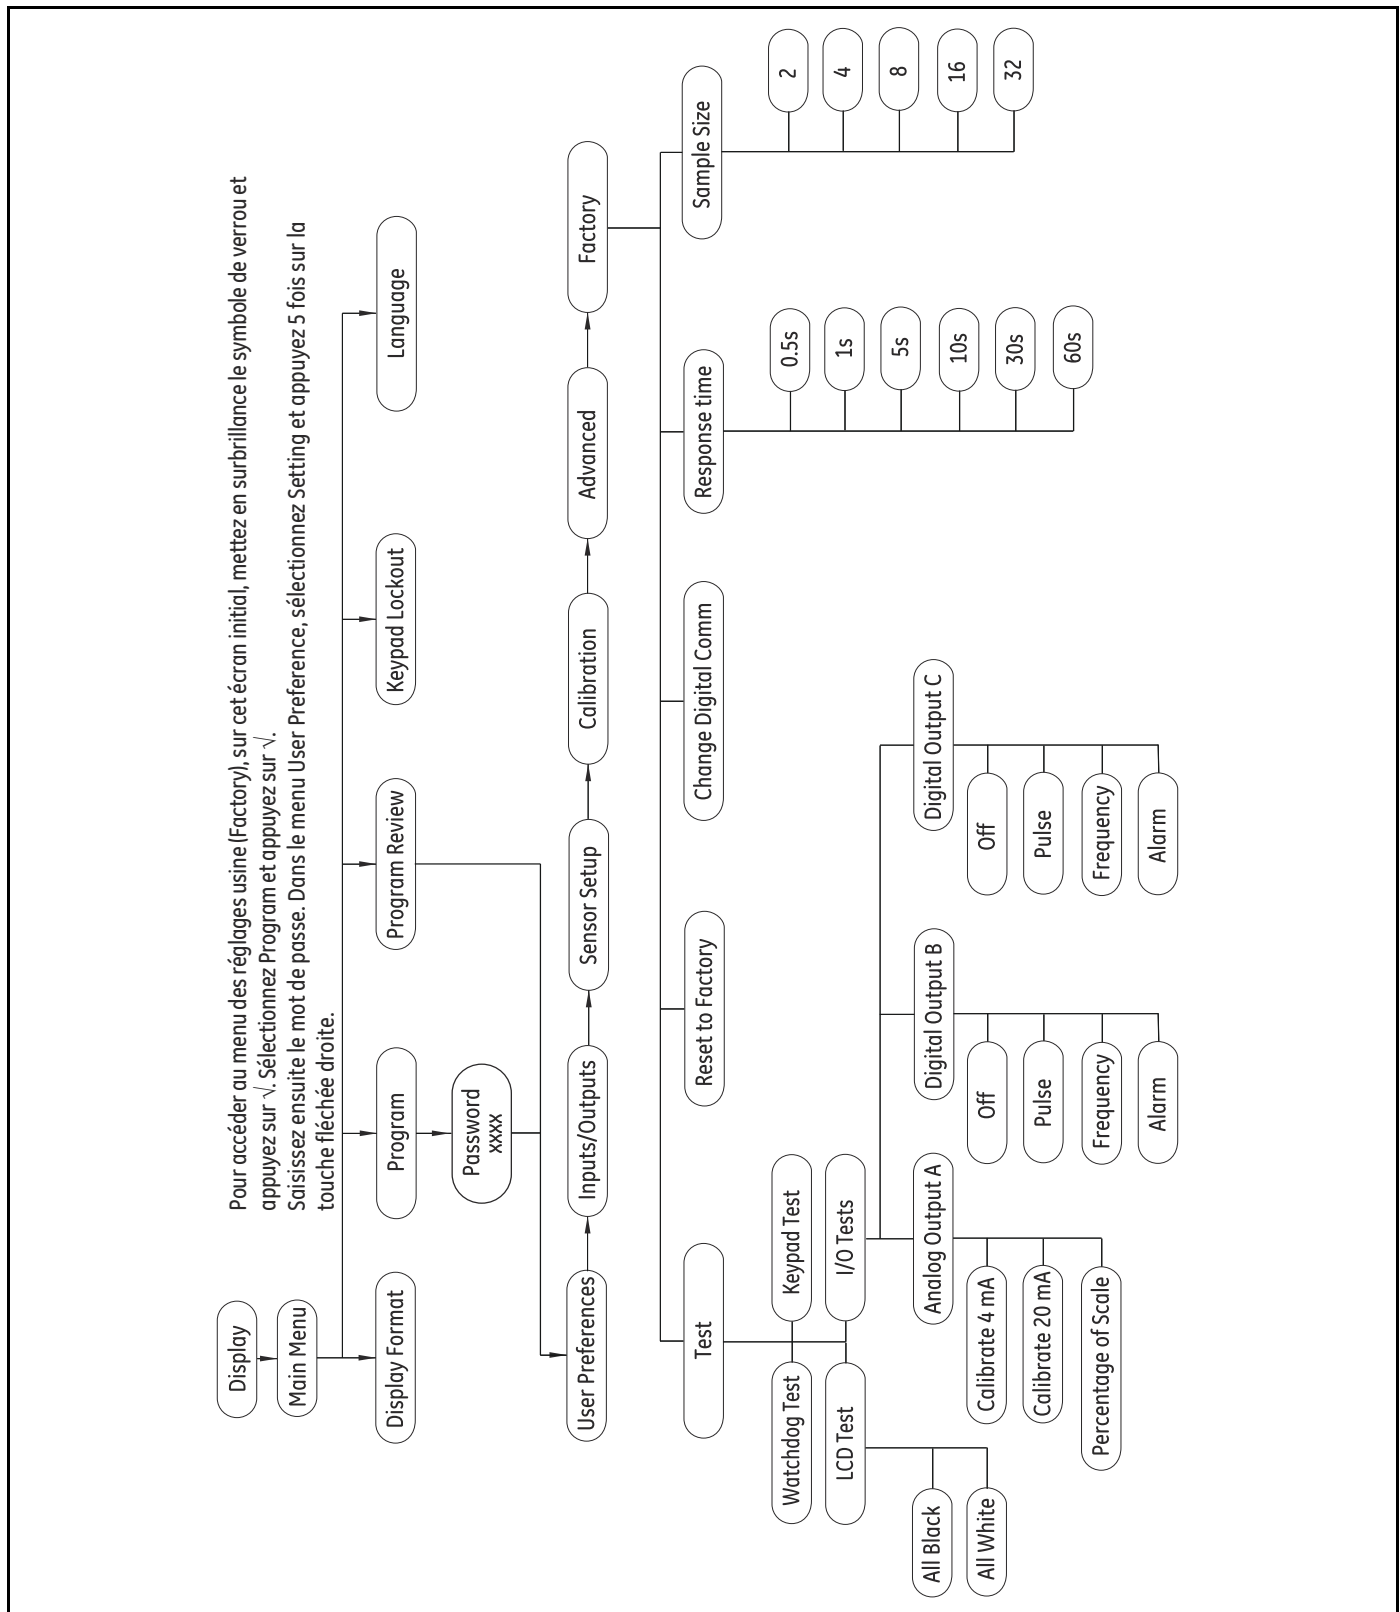 Pour accéder au menu des réglages usine (Factory), sur cet écran initial, mettez en surbrillance le symbole de verrou et
appuyez sur √. Sélectionnez Program et appuyez sur √.
Saisissez ensuite le mot de passe. Dans le menu User Preference, sélectionnez Setting et appuyez 5 fois sur la
touche fléchée droite.
Display
Main Menu
Display Format
Program
Program Review
Keypad Lockout
Language
Password
xxxx
User Preferences
Inputs/Outputs
Sensor Setup
Calibration
Advanced
Factory
Test
Reset to Factory
Change Digital Comm
Response time
Sample Size
Watchdog Test
Keypad Test
LCD Test
I/O Tests
All Black
All White
Analog Output A
Calibrate 4 mA
Calibrate 20 mA
Percentage of Scale
Digital Output B
Off
Pulse
Frequency
Alarm
Digital Output C
Off
Pulse
Frequency
Alarm
0.5s
1s
5s
10s
30s
60s
2
4
8
16
32